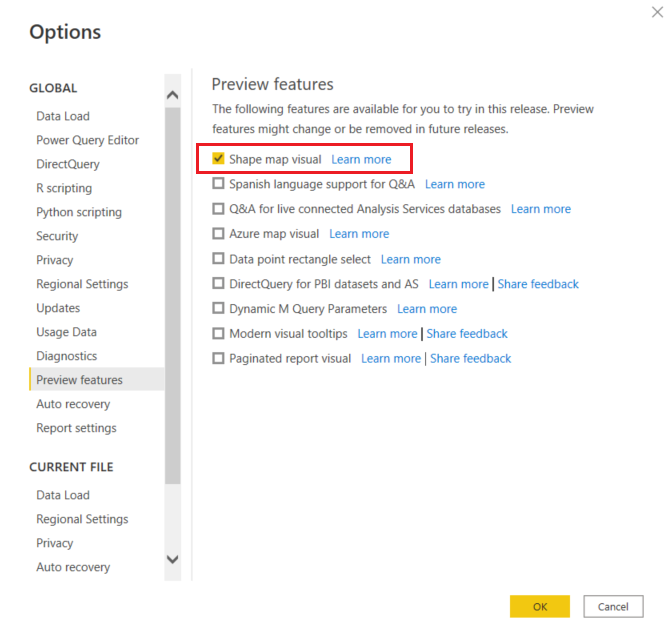 Options
GLOBAL
Data Load
Power Query Editor
DirectQuery
R scripting
Python scripting
Security
Privacy
Regional Settings
Updates
Usage Data
Diagnostics
Preview features
Auto recovery
Report settings
CURRENT FILE
Data Load
Regional Settings
Privacy
Auto recovery
Preview features
The following features are available for you to try in this release. Preview
features might change or be removed in future releases.
Shape map visual Learn more
Spanish language support for Q&A Learn more
Q&A for live connected Analysis Services databases Learn more
Azure map visual Learn more
Data point rectangle select Learn more
DirectQuery for PBI datasets and AS Learn more | Share feedback
Dynamic M Query Parameters Learn more
Modern visual tooltips Learn more | Share feedback
Paginated report visual Learn more | Share feedback
OK Cancel